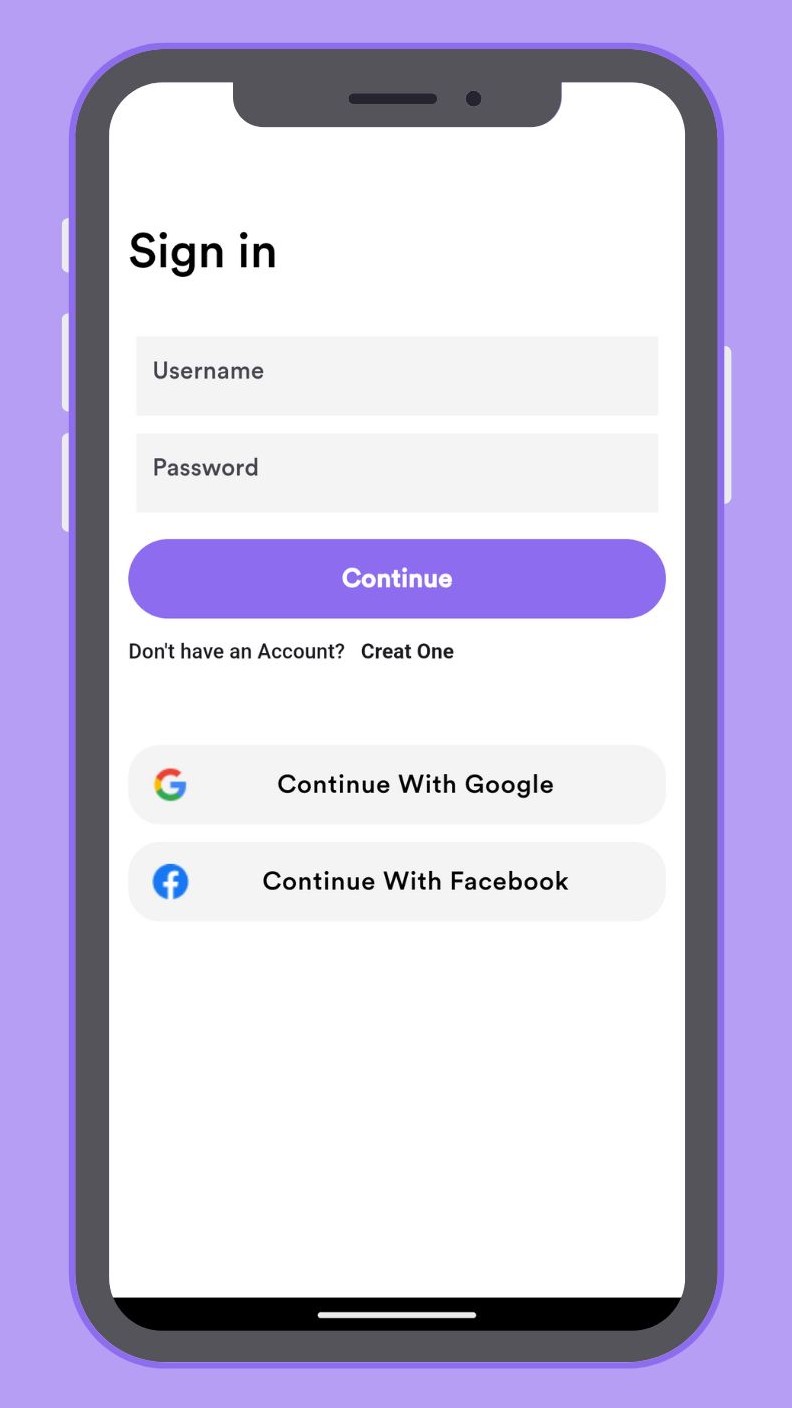 Sign in
Username
Password
Continue
Don't have an Account? Creat One
Continue With Google
Continue With Facebook